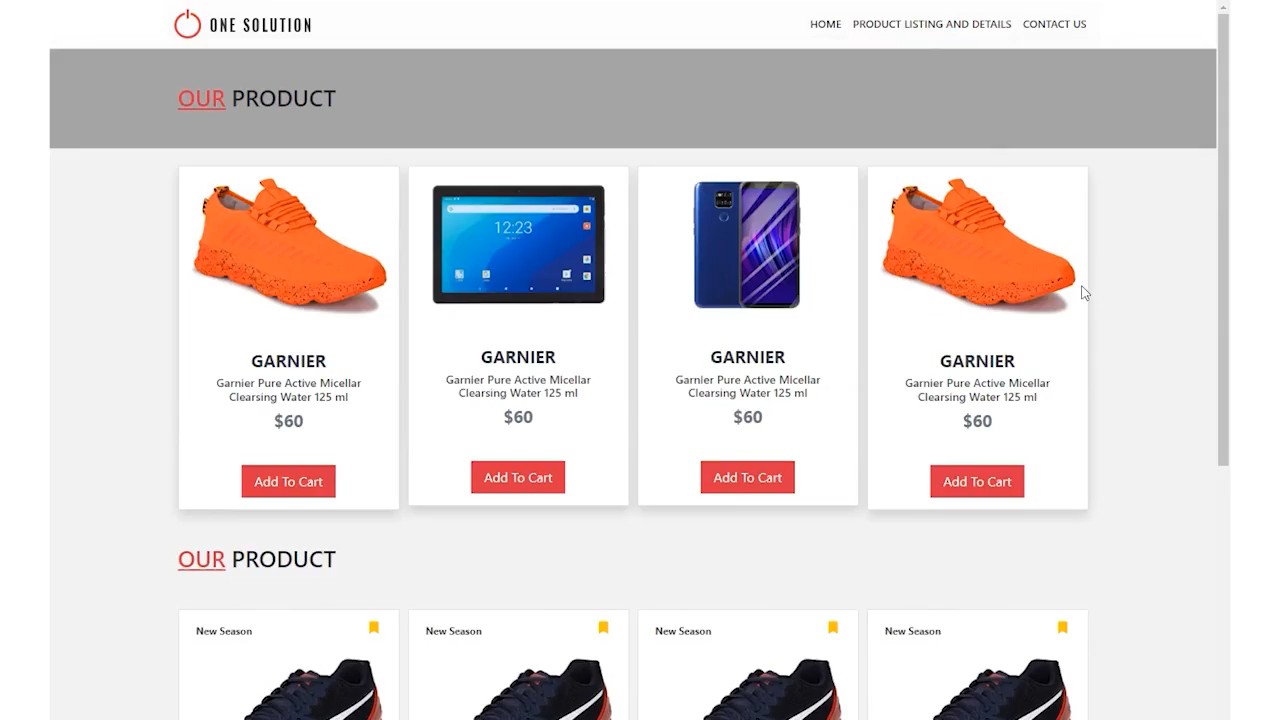 ONE SOLUTION
HOME PRODUCT LISTING AND DETAILS CONTACT US
OUR PRODUCT
12:23
GARNIER
Garnier Pure Active Micellar
Clearsing Water 125 ml
$60
Add To Cart
GARNIER
Garnier Pure Active Micellar
Clearsing Water 125 ml
$60
Add To Cart
GARNIER
Garnier Pure Active Micellar
Clearsing Water 125 ml
$60
Add To Cart
GARNIER
Garnier Pure Active Micellar
Clearsing Water 125 ml
$60
Add To Cart
OUR PRODUCT
New Season
New Season
New Season
New Season